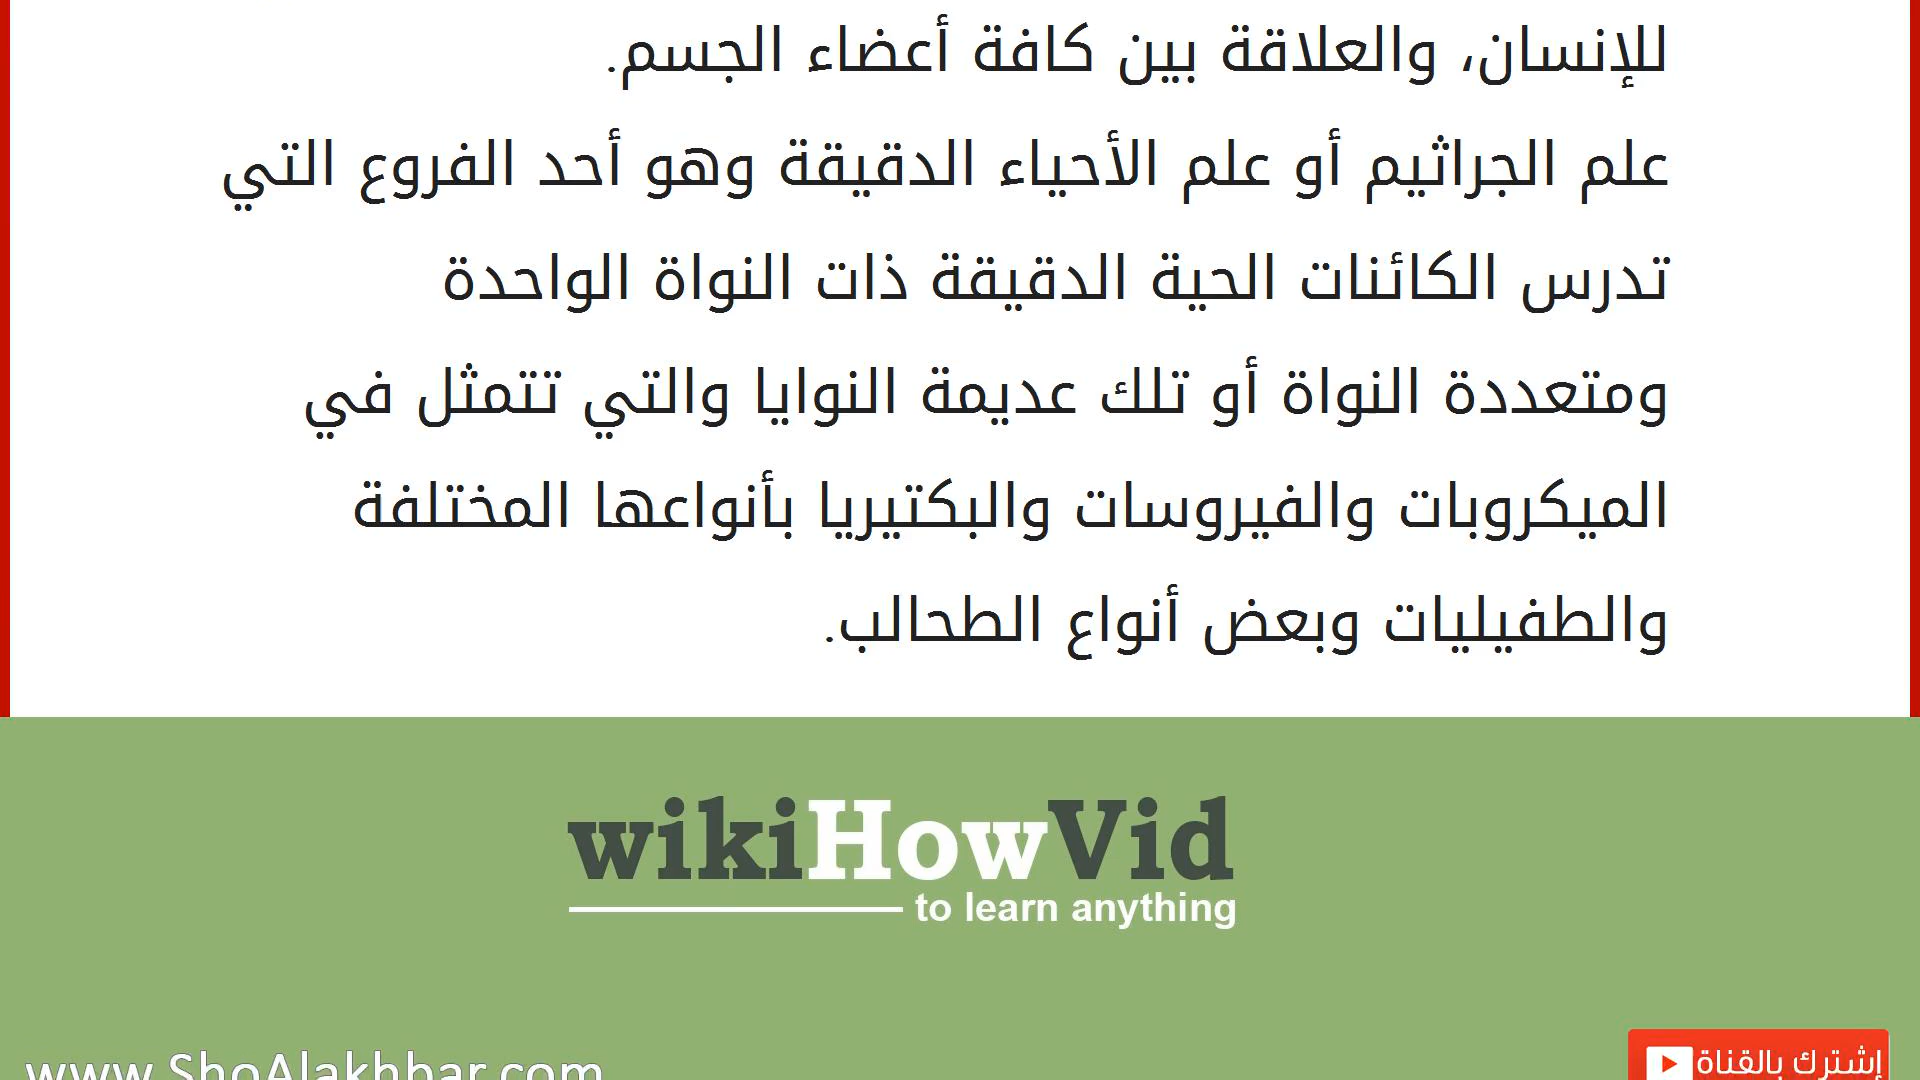 للإنسان، والعلاقة بين كافة أعضاء الجسم.
علم الجراثيم أو علم الأحياء الدقيقة وهو أحد الفروع التي
تدرس الكائنات الحية الدقيقة ذات النواة الواحدة
ومتعددة النواة أو تلك عديمة النوايا والتي تتمثل في
الميكروبات والفيروسات والبكتيريا بأنواعها المختلفة
والطفيليات وبعض أنواع الطحالب.
wikiHowVid
to learn anything
www.ShoAlakhbar.com
إشترك بالقناة